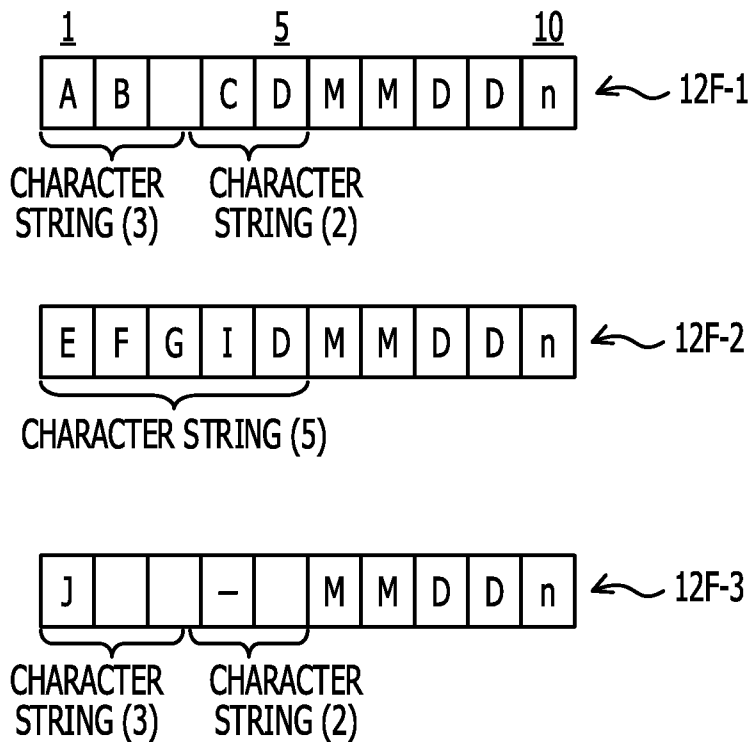 1 5 10
A B C D M M D D n 12F-1
CHARACTER STRING (3) CHARACTER STRING (2)
E F G I D M M D D n 12F-2
CHARACTER STRING (5)
J – M M D D n 12F-3
CHARACTER STRING (3) CHARACTER STRING (2)